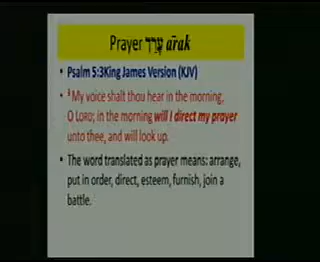 Prayer עָרַךְ ārak
• Psalm 5:3King James Version (KJV)
• 3 My voice shalt thou hear in the morning,
O LORD; in the morning will I direct my prayer
unto thee, and will look up.
• The word translated as prayer means: arrange,
put in order, direct, esteem, furnish, join a
battle.